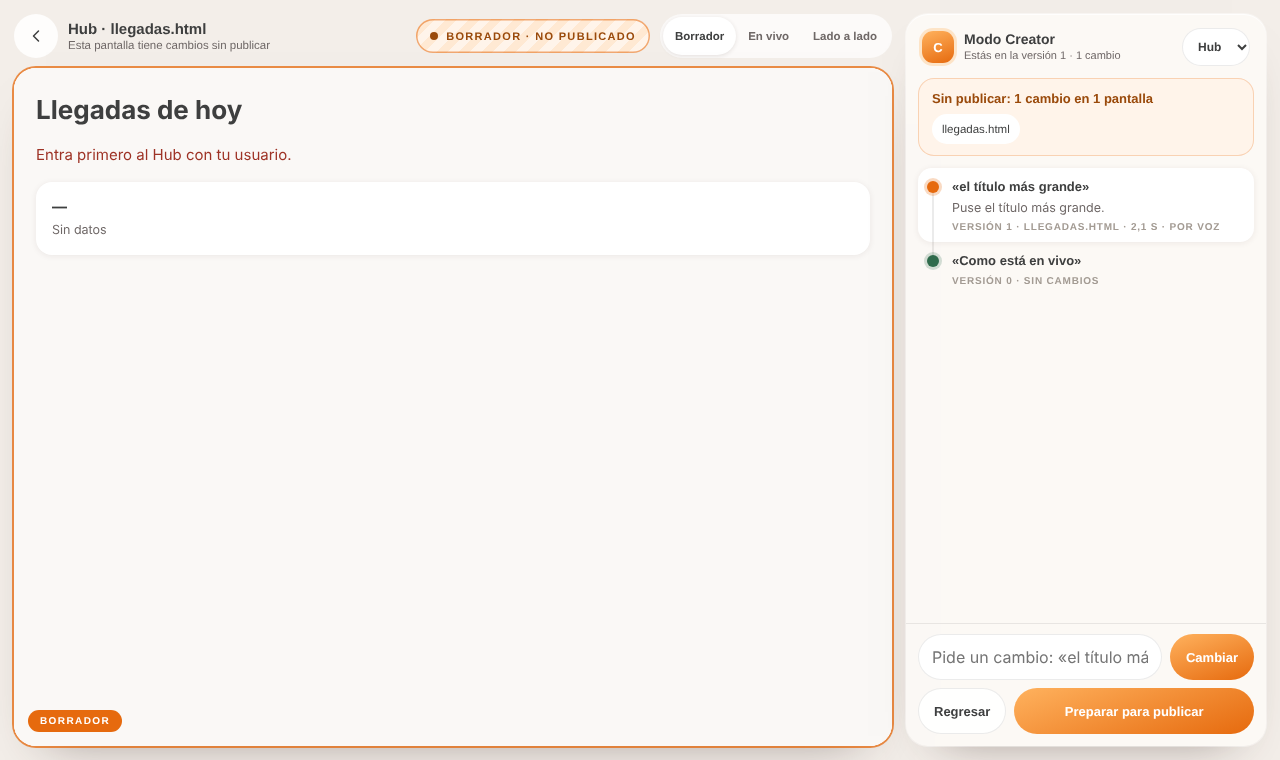 Hub · llegadas.html
Esta pantalla tiene cambios sin publicar
BORRADOR · NO PUBLICADO
Borrador
En vivo
Lado a lado
Llegadas de hoy
Entra primero al Hub con tu usuario.
—
Sin datos
BORRADOR
C
Modo Creator
Estás en la versión 1 · 1 cambio
Hub
Sin publicar: 1 cambio en 1 pantalla
llegadas.html
«el título más grande»
Puse el título más grande.
VERSIÓN 1 · LLEGADAS.HTML · 2,1 S · POR VOZ
«Como está en vivo»
VERSIÓN 0 · SIN CAMBIOS
Pide un cambio: «el título má
Cambiar
Regresar
Preparar para publicar